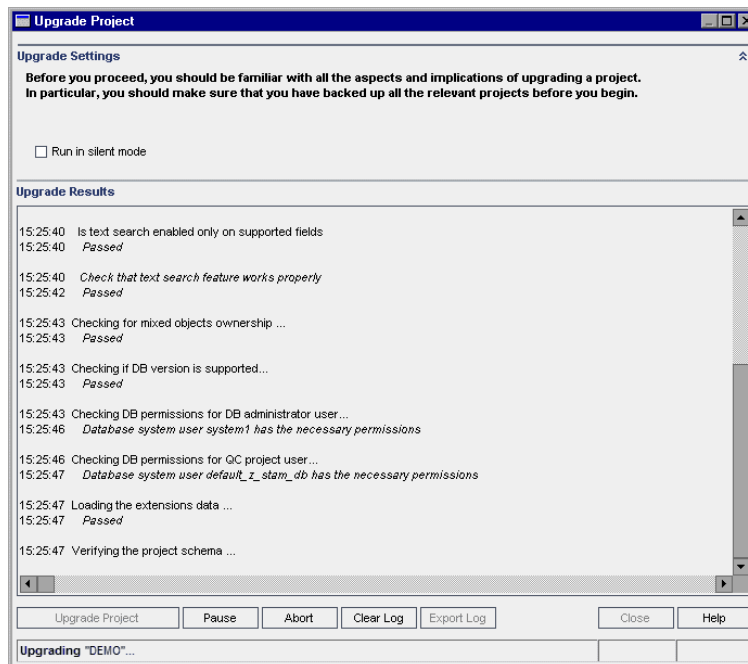 Upgrade Project
Upgrade Settings
Before you proceed, you should be familiar with all the aspects and implications of upgrading a project.
In particular, you should make sure that you have backed up all the relevant projects before you begin.
Run in silent mode
Upgrade Results
15:25:40 Is text search enabled only on supported fields
15:25:40 Passed
15:25:40 Check that text search feature works properly
15:25:42 Passed
15:25:43 Checking for mixed objects ownership ...
15:25:43 Passed
15:25:43 Checking if DB version is supported...
15:25:43 Passed
15:25:43 Checking DB permissions for DB administrator user...
15:25:46 Database system user system1 has the necessary permissions
15:25:46 Checking DB permissions for QC project user...
15:25:47 Database system user default_z_stam_db has the necessary permissions
15:25:47 Loading the extensions data ...
15:25:47 Passed
15:25:47 Verifying the project schema ...
Upgrade Project Pause Abort Clear Log Export Log Close Help
Upgrading "DEMO"...